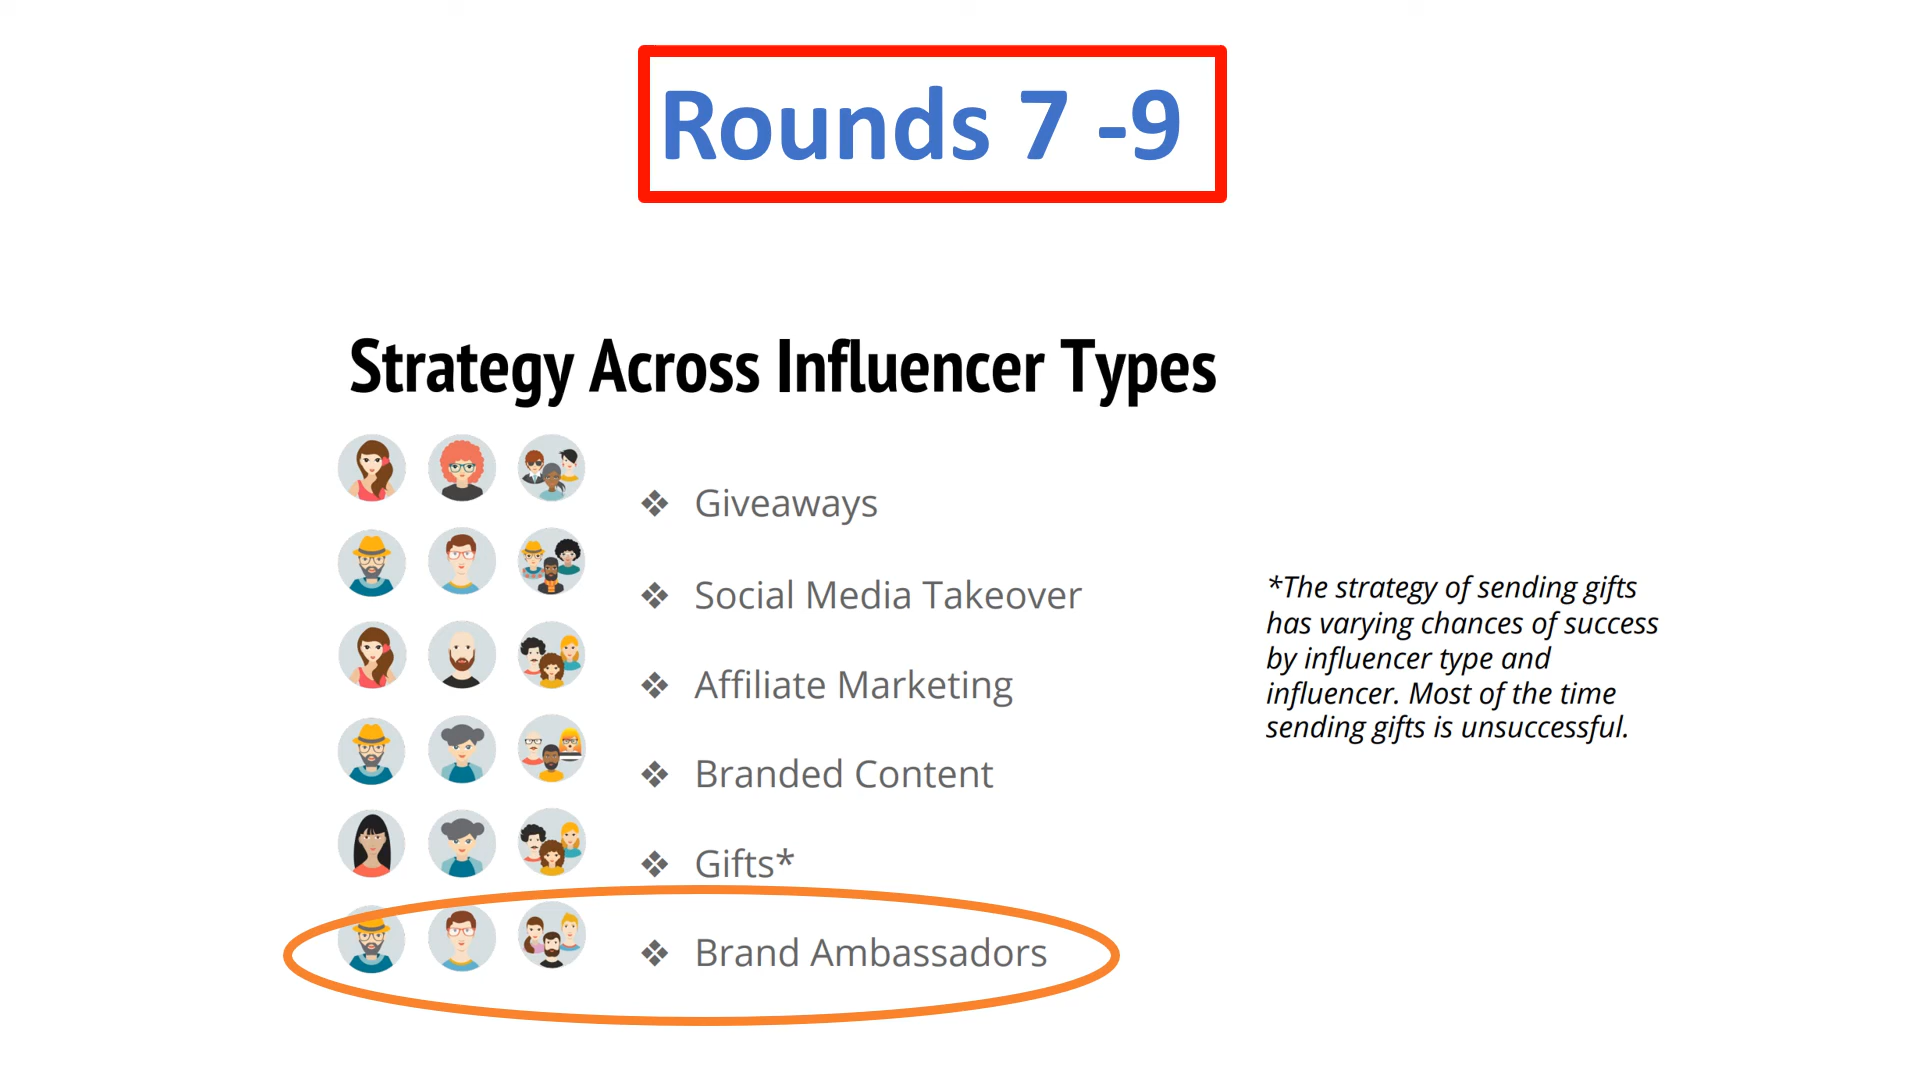 Rounds 7 -9
Strategy Across Influencer Types
❖ Giveaways
❖ Social Media Takeover
❖ Affiliate Marketing
❖ Branded Content
❖ Gifts*
❖ Brand Ambassadors
*The strategy of sending gifts
has varying chances of success
by influencer type and
influencer. Most of the time
sending gifts is unsuccessful.